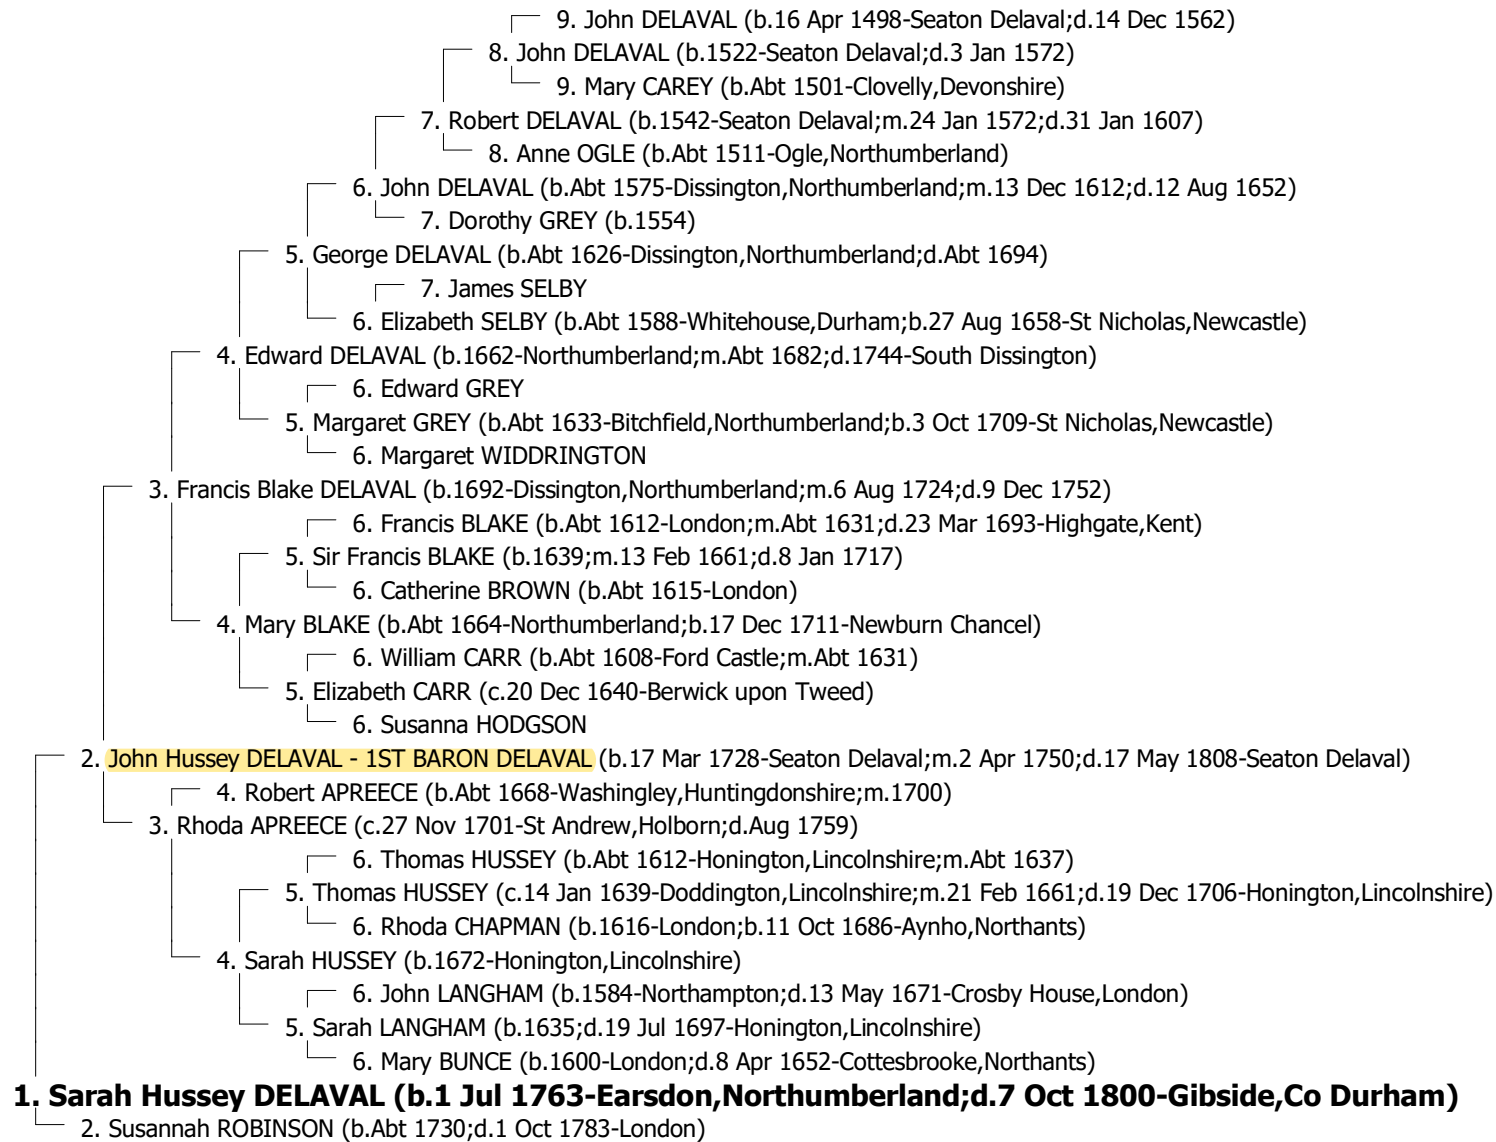 9. John DELAVAL (b.16 Apr 1498-Seaton Delaval;d.14 Dec 1562)
8. John DELAVAL (b.1522-Seaton Delaval;d.3 Jan 1572)
9. Mary CAREY (b.Abt 1501-Clovelly,Devonshire)
7. Robert DELAVAL (b.1542-Seaton Delaval;m.24 Jan 1572;d.31 Jan 1607)
8. Anne OGLE (b.Abt 1511-Ogle,Northumberland)
6. John DELAVAL (b.Abt 1575-Dissington,Northumberland;m.13 Dec 1612;d.12 Aug 1652)
7. Dorothy GREY (b.1554)
5. George DELAVAL (b.Abt 1626-Dissington,Northumberland;d.Abt 1694)
7. James SELBY
6. Elizabeth SELBY (b.Abt 1588-Whitehouse,Durham;b.27 Aug 1658-St Nicholas,Newcastle)
4. Edward DELAVAL (b.1662-Northumberland;m.Abt 1682;d.1744-South Dissington)
6. Edward GREY
5. Margaret GREY (b.Abt 1633-Bitchfield,Northumberland;b.3 Oct 1709-St Nicholas,Newcastle)
6. Margaret WIDDRINGTON
3. Francis Blake DELAVAL (b.1692-Dissington,Northumberland;m.6 Aug 1724;d.9 Dec 1752)
6. Francis BLAKE (b.Abt 1612-London;m.Abt 1631;d.23 Mar 1693-Highgate,Kent)
5. Sir Francis BLAKE (b.1639;m.13 Feb 1661;d.8 Jan 1717)
6. Catherine BROWN (b.Abt 1615-London)
4. Mary BLAKE (b.Abt 1664-Northumberland;b.17 Dec 1711-Newburn Chancel)
6. William CARR (b.Abt 1608-Ford Castle;m.Abt 1631)
5. Elizabeth CARR (c.20 Dec 1640-Berwick upon Tweed)
6. Susanna HODGSON
2. John Hussey DELAVAL - 1ST BARON DELAVAL (b.17 Mar 1728-Seaton Delaval;m.2 Apr 1750;d.17 May 1808-Seaton Delaval)
4. Robert APREECE (b.Abt 1668-Washingley,Huntingdonshire;m.1700)
3. Rhoda APREECE (c.27 Nov 1701-St Andrew,Holborn;d.Aug 1759)
6. Thomas HUSSEY (b.Abt 1612-Honington,Lincolnshire;m.Abt 1637)
5. Thomas HUSSEY (c.14 Jan 1639-Doddington,Lincolnshire;m.21 Feb 1661;d.19 Dec 1706-Honington,Lincolnshire)
6. Rhoda CHAPMAN (b.1616-London;b.11 Oct 1686-Aynho,Northants)
4. Sarah HUSSEY (b.1672-Honington,Lincolnshire)
6. John LANGHAM (b.1584-Northampton;d.13 May 1671-Crosby House,London)
5. Sarah LANGHAM (b.1635;d.19 Jul 1697-Honington,Lincolnshire)
6. Mary BUNCE (b.1600-London;d.8 Apr 1652-Cottesbrooke,Northants)
1. Sarah Hussey DELAVAL (b.1 Jul 1763-Earsdon,Northumberland;d.7 Oct 1800-Gibside,Co Durham)
2. Susannah ROBINSON (b.Abt 1730;d.1 Oct 1783-London)